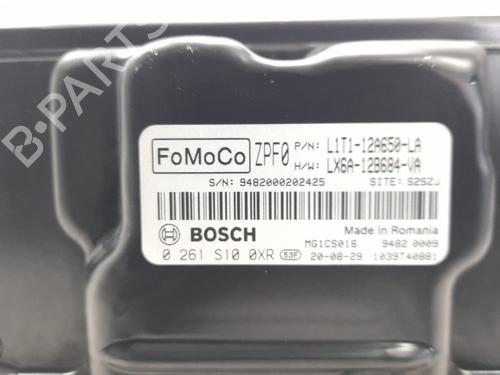 B-PARTS
FoMoCo ZPF0 P/N: L1T1-12A650-LA
H/W: LX6A-12B684-VA
S/N: 9482000202425 SITE: S2SZJ
BOSCH Made in Romania
MG1CS016 9482 0009
0 261 S10 0XR 53F 20-08-29 1039T40881